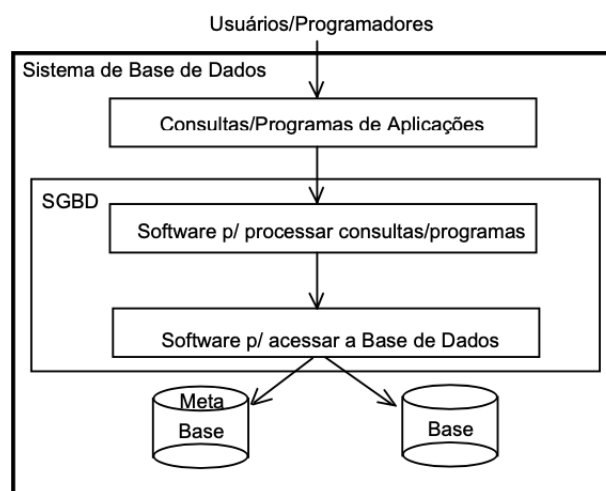 Usuários/Programadores
Sistema de Base de Dados
Consultas/Programas de Aplicações
SGBD
Software p/ processar consultas/programas
Software p/ acessar a Base de Dados
Meta
Base
Base